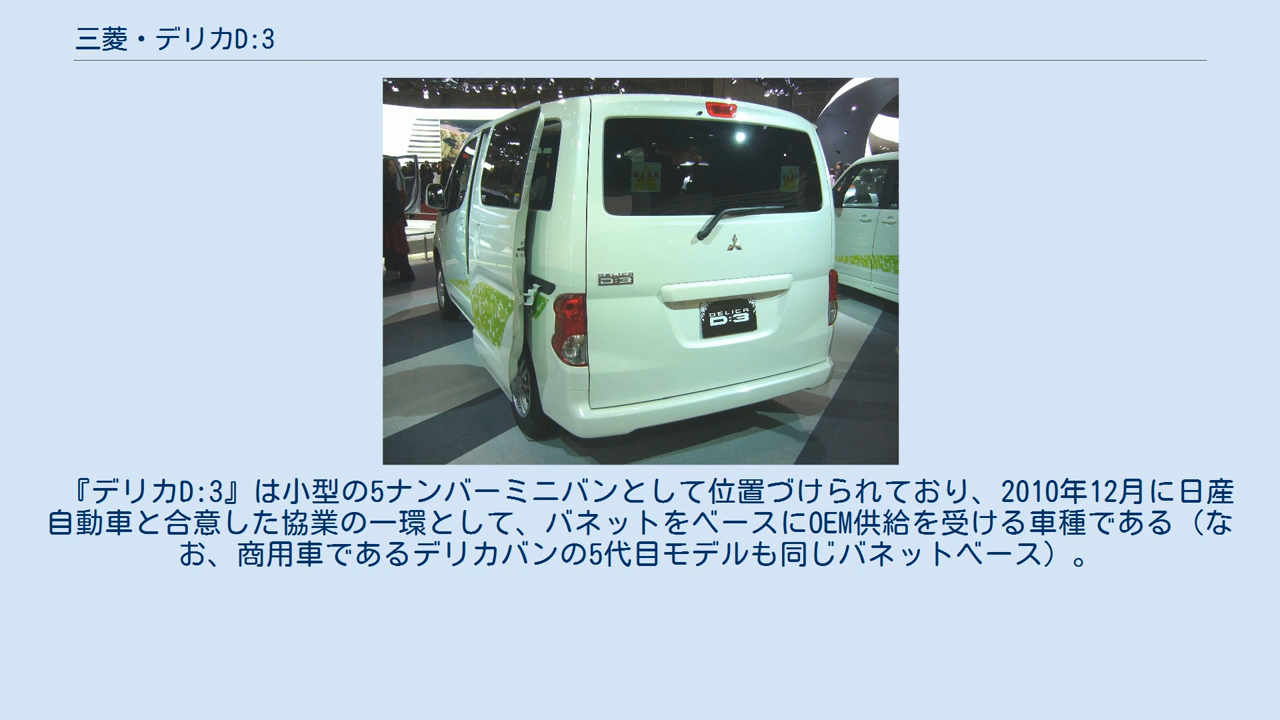 三菱・デリカD:3
DELICA
D:3
DELICA
D:3
『デリカD:3』は小型の5ナンバーミニバンとして位置づけられており、2010年12月に日産
自動車と合意した協業の一環として、バネットをベースにOEM供給を受ける車種である（な
お、商用車であるデリカバンの5代目モデルも同じバネットベース）。